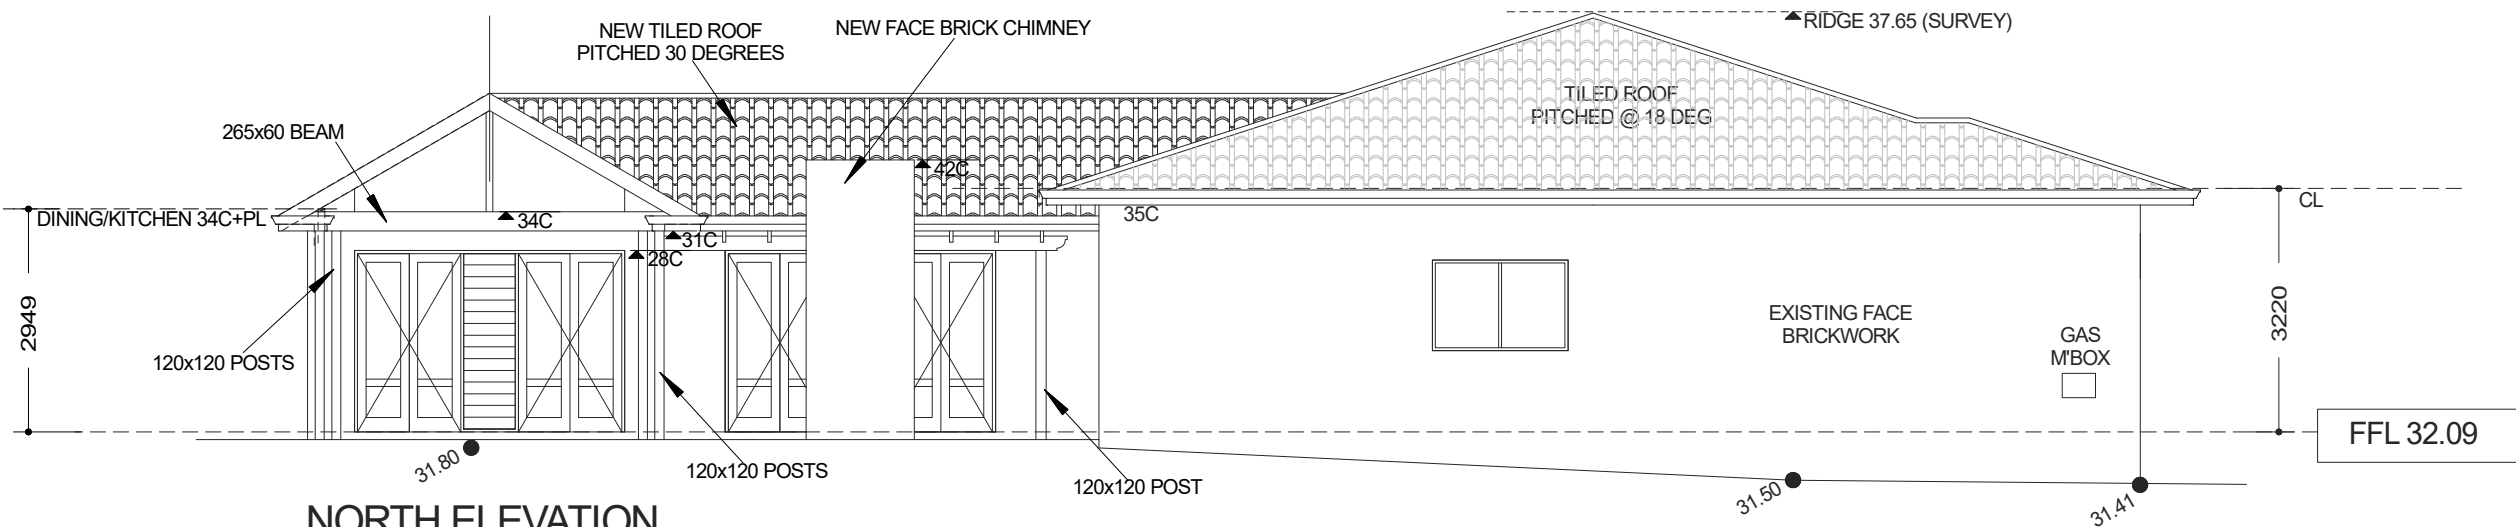 NEW TILED ROOF
PITCHED 30 DEGREES
NEW FACE BRICK CHIMNEY
RIDGE 37.65 (SURVEY)
TILED ROOF
PITCHED @ 18 DEG
265x60 BEAM
42C
DINING/KITCHEN 34C+PL
34C
35C
CL
31C
28C
2949
120x120 POSTS
EXISTING FACE
BRICKWORK
GAS
M'BOX
3220
FFL 32.09
31.80
120x120 POSTS
120x120 POST
31.50
31.41
NORTH ELEVATION